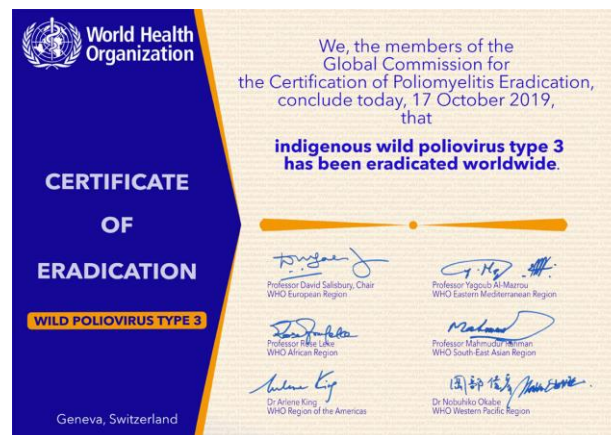 World Health
Organization
CERTIFICATE
OF
ERADICATION
WILD POLIOVIRUS TYPE 3
Geneva, Switzerland
We, the members of the
Global Commission for
the Certification of Poliomyelitis Eradication,
conclude today, 17 October 2019,
that
indigenous wild poliovirus type 3
has been eradicated worldwide.
Professor David Salisbury, Chair
WHO European Region
Professor Yagoub Al-Mazrou
WHO Eastern Mediterranean Region
Professor Rose Leke
WHO African Region
Professor Mahmudur Rahman
WHO South-East Asian Region
Arlene King
Dr Arlene King
WHO Region of the Americas
Dr Nobuhiko Okabe
WHO Western Pacific Region